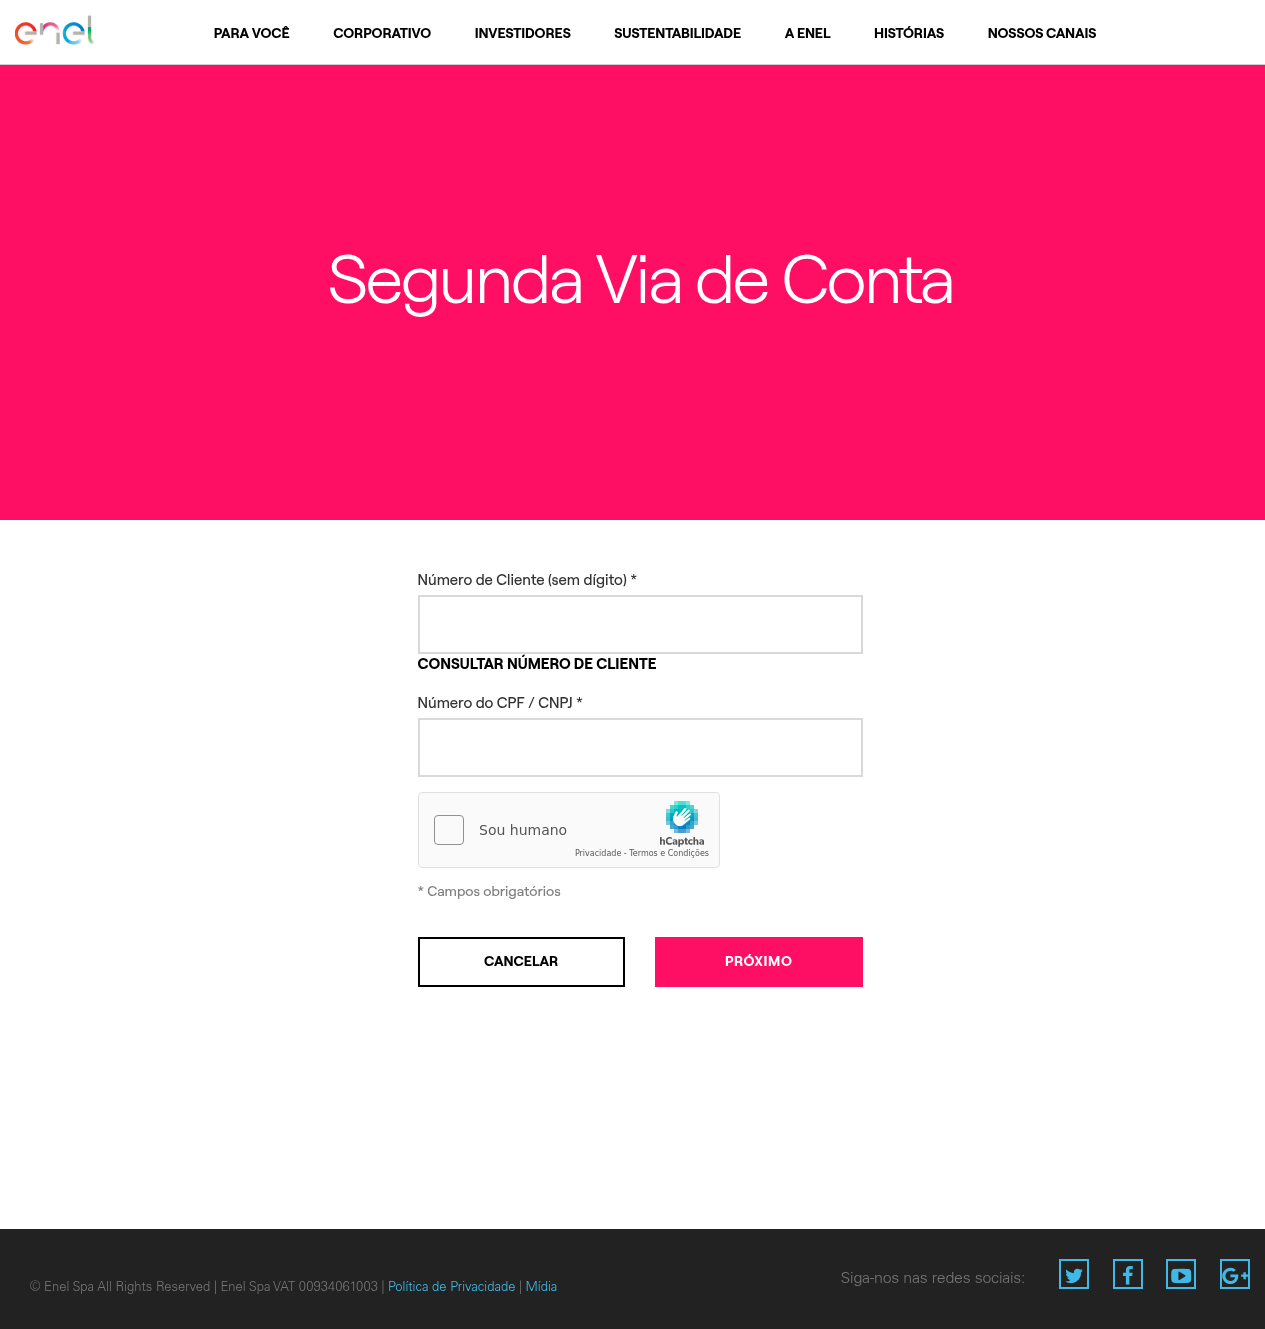 enel
PARA VOCÊ CORPORATIVO INVESTIDORES SUSTENTABILIDADE A ENEL HISTÓRIAS NOSSOS CANAIS
Segunda Via de Conta
Número de Cliente (sem dígito) *
CONSULTAR NÚMERO DE CLIENTE
Número do CPF / CNPJ *
Sou humano
hCaptcha
Privacidade - Termos e Condições
* Campos obrigatórios
CANCELAR PRÓXIMO
© Enel Spa All Rights Reserved | Enel Spa VAT 00934061003 | Política de Privacidade | Mídia
Siga-nos nas redes sociais: